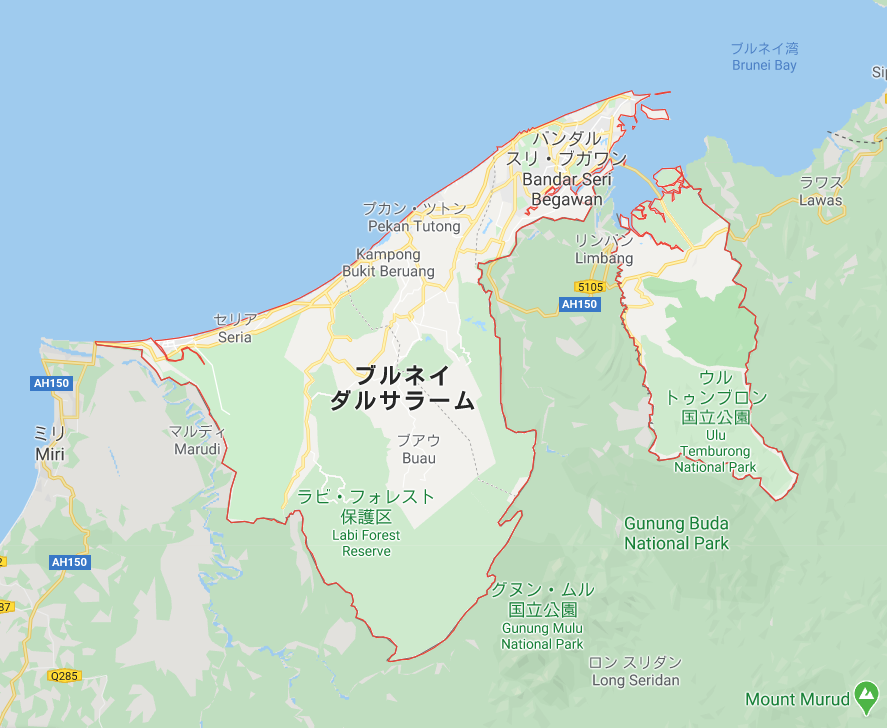 ブルネイ湾
Brunei Bay
Sip
バンダル
スリ・ブガワン
Bandar Seri
Begawan
ラワス
Lawas
プカン・ツトン
Pekan Tutong
リンバン
Limbang
Kampong
Bukit Beruang
5105
AH150
セリア
Seria
AH150
ブルネイ
ダルサラーム
ウル
トゥンブロン
国立公園
Ulu
Temburong
National Park
ミリ
Miri
マルディ
Marudi
ブアウ
Buau
ラビ・フォレスト
保護区
Labi Forest
Reserve
Gunung Buda
National Park
AH150
2
87
グヌン・ムル
国立公園
Gunung Mulu
National Park
ロン スリダン
Long Seridan
Q285
Mount Murud